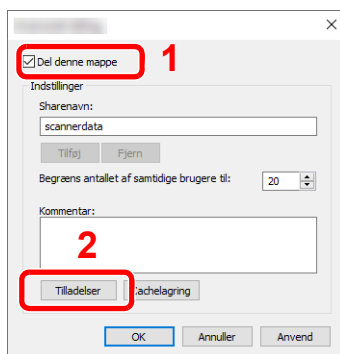 Del denne mappe
1
Indstillinger
Sharenavn:
scannerdata
Tilføj Fjern
Begræns antallet af samtidige brugere til: 20
Kommentar:
2
Tilladelser Cachelagring
OK Annuller Anvend